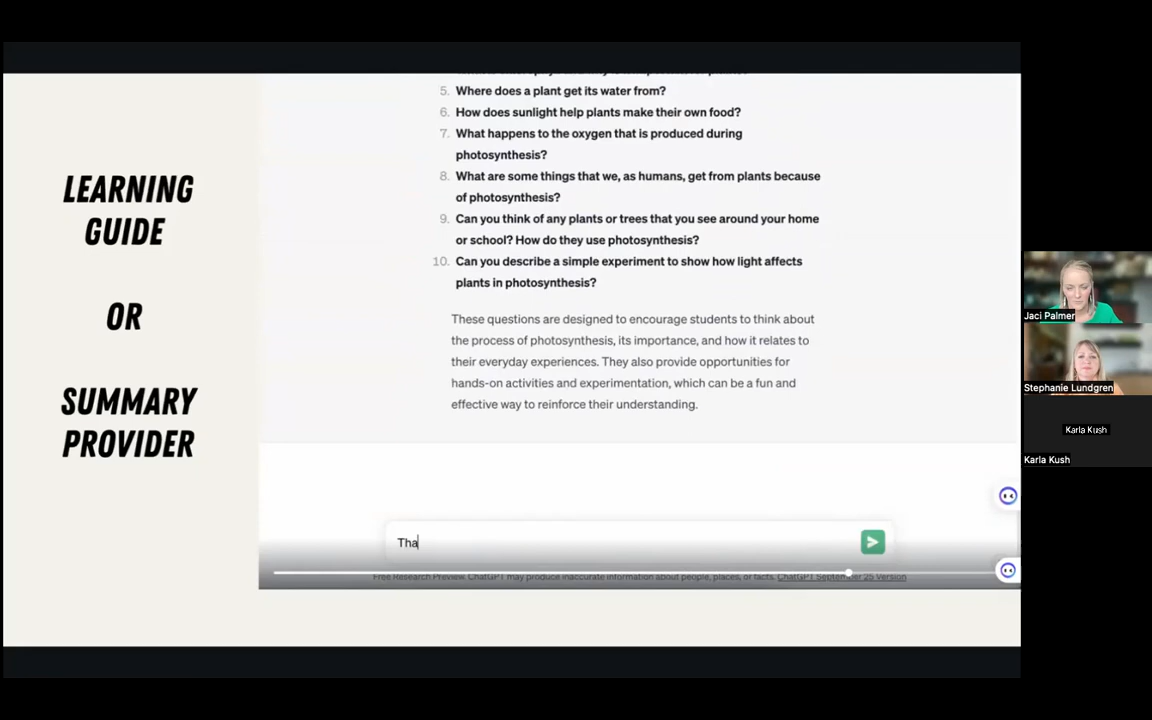 LEARNING
GUIDE
OR
SUMMARY
PROVIDER
5. Where does a plant get its water from?
6. How does sunlight help plants make their own food?
7. What happens to the oxygen that is produced during
photosynthesis?
8. What are some things that we, as humans, get from plants because
of photosynthesis?
9. Can you think of any plants or trees that you see around your home
or school? How do they use photosynthesis?
10. Can you describe a simple experiment to show how light affects
plants in photosynthesis?
These questions are designed to encourage students to think about
the process of photosynthesis, its importance, and how it relates to
their everyday experiences. They also provide opportunities for
hands-on activities and experimentation, which can be a fun and
effective way to reinforce their understanding.
Tha
Free Research Preview. ChatGPT may produce inaccurate information about people, places, or facts. ChatGPT September 25 Version
Jaci Palmer
Stephanie Lundgren
Karla Kush
Karla Kush